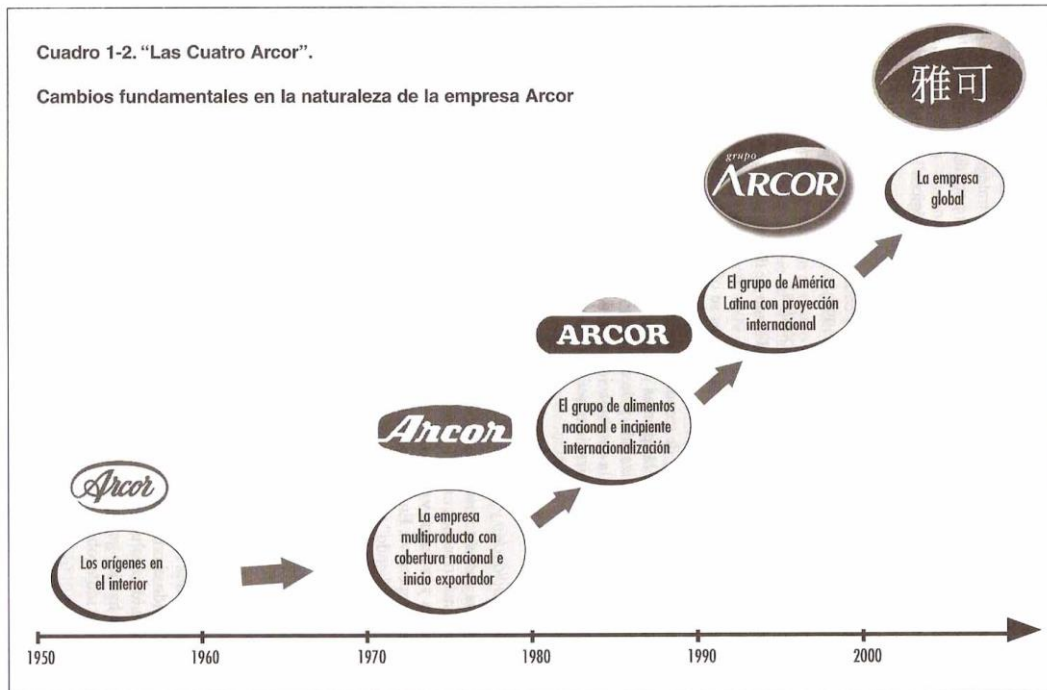 Cuadro 1-2. “Las Cuatro Arcor”.
Cambios fundamentales en la naturaleza de la empresa Arcor
雅可
grupo
ARCOR
La empresa
global
El grupo de América
Latina con proyección
internacional
ARCOR
El grupo de alimentos
nacional e incipiente
internacionalización
Arcor
La empresa
multiproducto con
cobertura nacional e
inicio exportador
Arcor
Los orígenes en
el interior
1950 1960 1970 1980 1990 2000